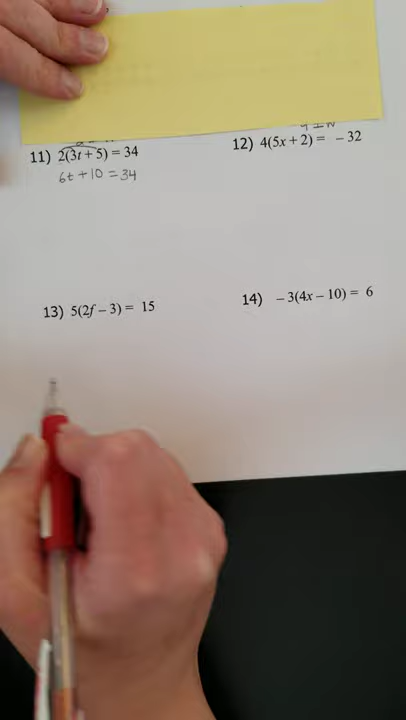 11) 2(3t + 5) = 34
6t + 10 = 34
12) 4(5x + 2) = − 32
13) 5(2f − 3) = 15
14) − 3(4x − 10) = 6